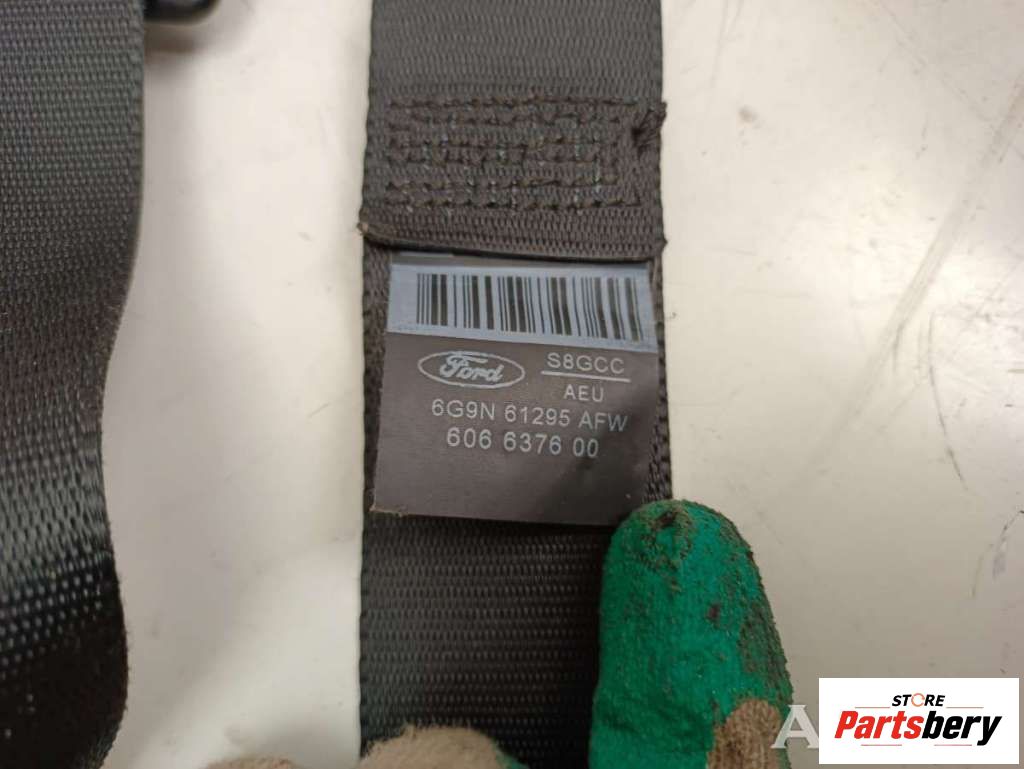 Ford
S8GCC
AEU
6G9N 61295 AFW
606 6376 00
A
STORE
Partsbery